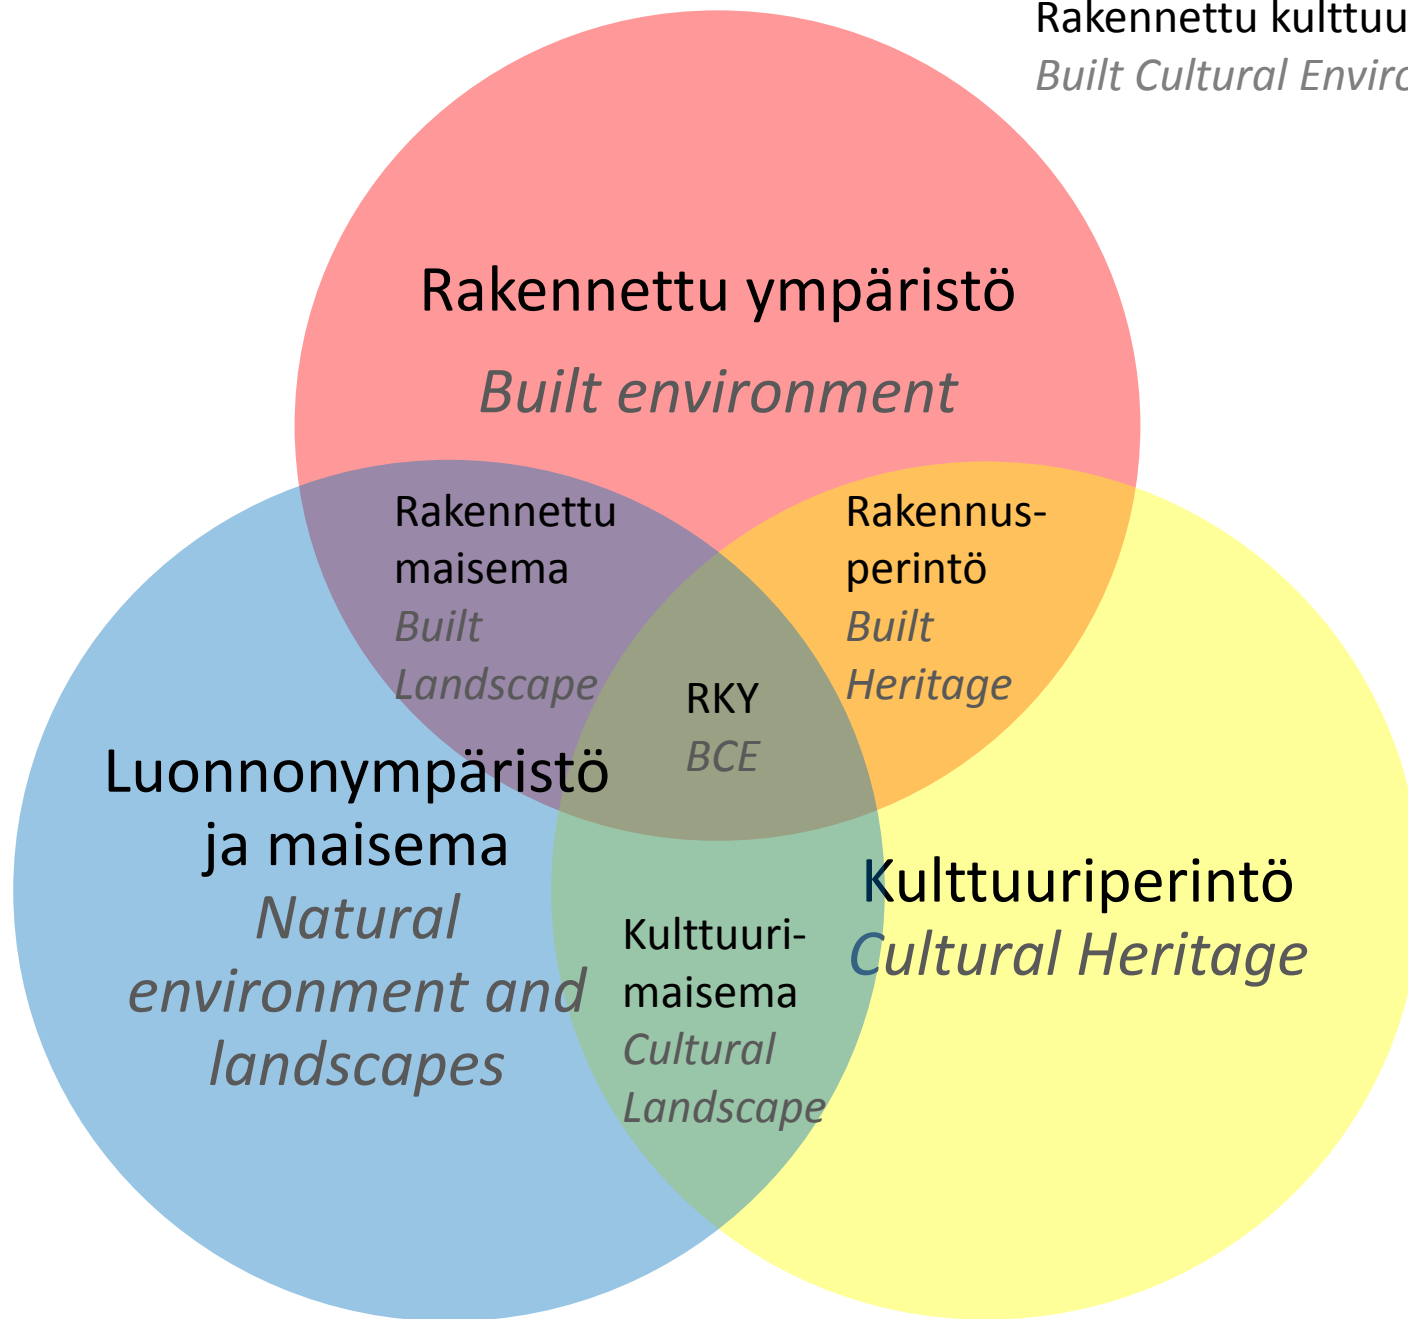 Rakennettu kulttuu
Built Cultural Enviro
Rakennettu ympäristö
Built environment
Rakennettu
maisema
Built
Landscape
Rakennus-
perintö
Built
Heritage
RKY
BCE
Luonnonympäristö
ja maisema
Natural
environment and
landscapes
Kulttuuriperintö
Cultural Heritage
Kulttuuri-
maisema
Cultural
Landscape